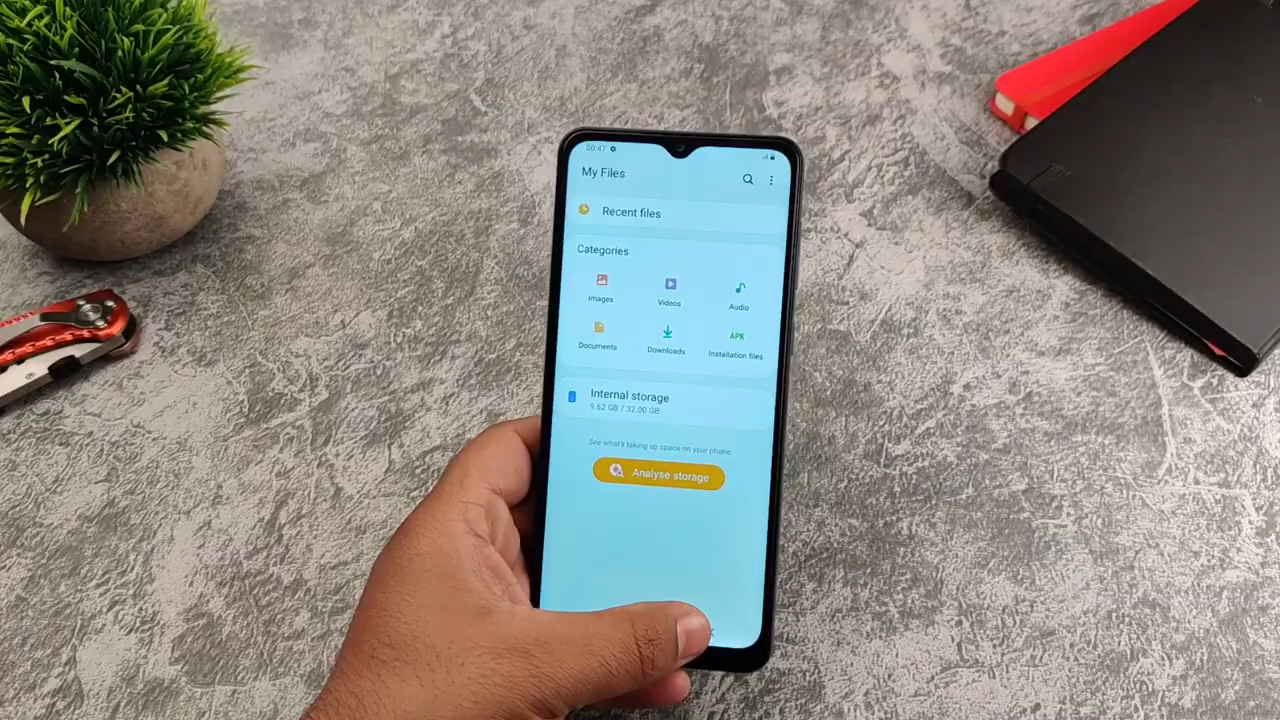 00:47
My Files
Recent files
Categories
Images
Videos
Audio
Documents
Downloads
APK
Installation files
Internal storage
9.62 GB / 32.00 GB
See what's taking up space on your phone.
Analyse storage